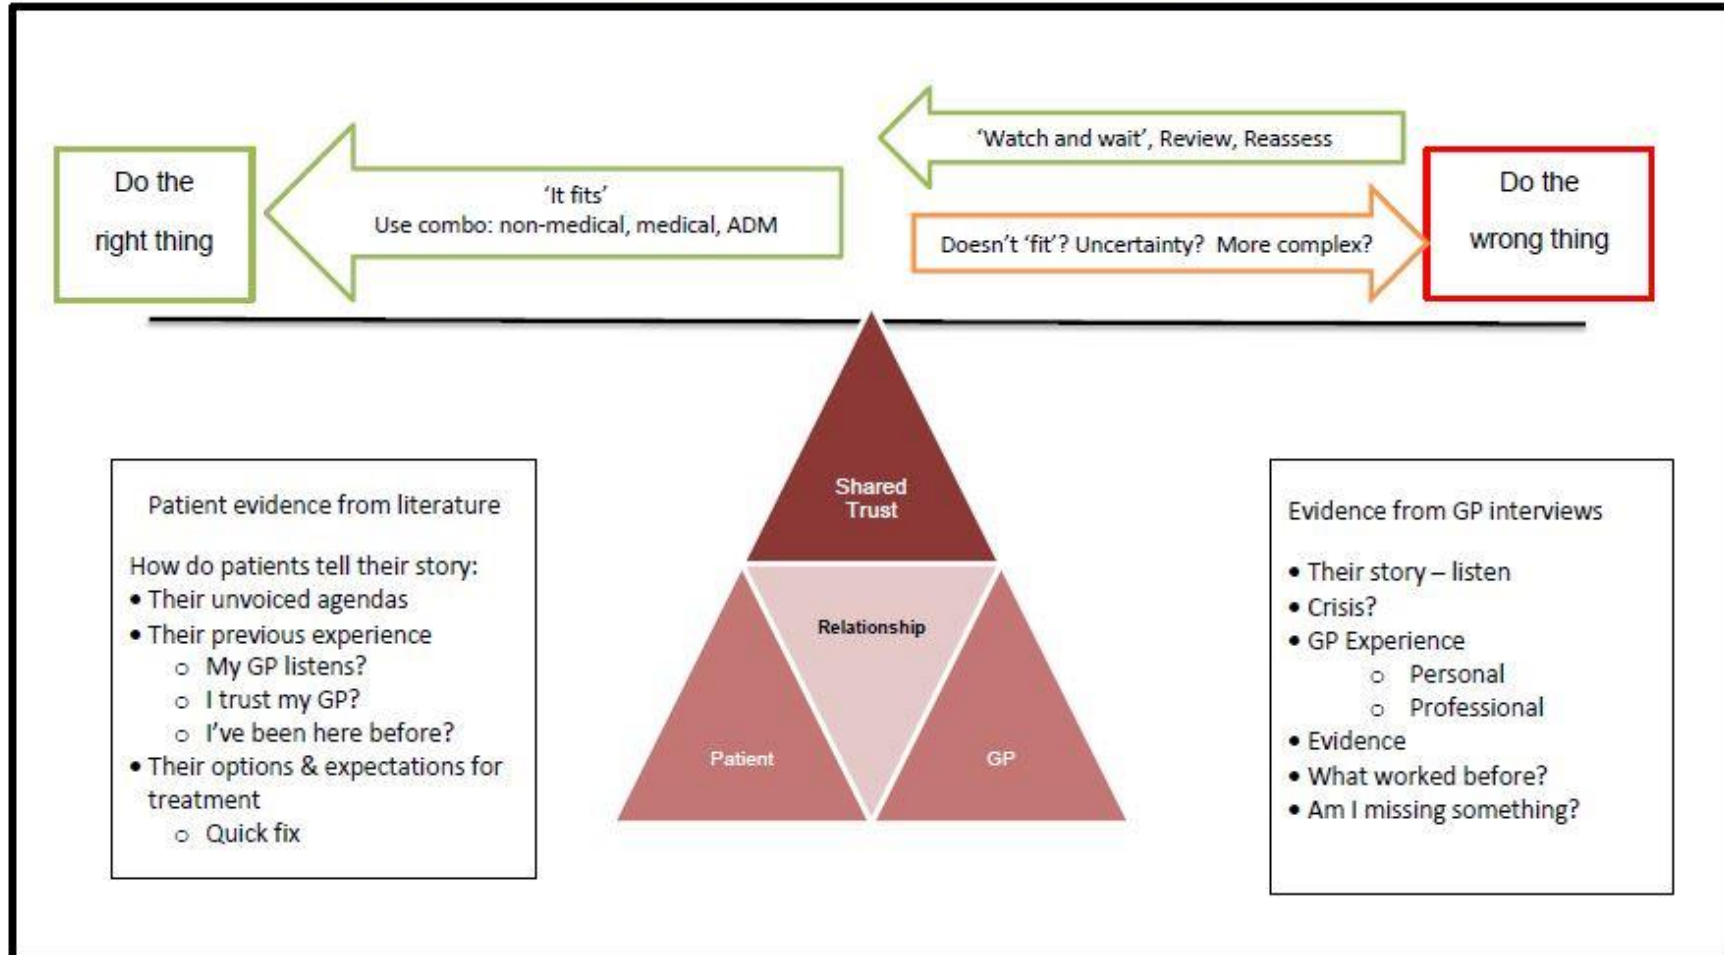 Do the
right thing
‘It fits’
Use combo: non-medical, medical, ADM
‘Watch and wait’, Review, Reassess
Doesn’t ‘fit’? Uncertainty?  More complex?
Do the
wrong thing
Shared
Trust
Relationship
Patient
GP
Patient evidence from literature
How do patients tell their story:
• Their unvoiced agendas
• Their previous experience
o My GP listens?
o I trust my GP?
o I’ve been here before?
• Their options & expectations for
treatment
o Quick fix
Evidence from GP interviews
• Their story – listen
• Crisis?
• GP Experience
o Personal
o Professional
• Evidence
• What worked before?
• Am I missing something?